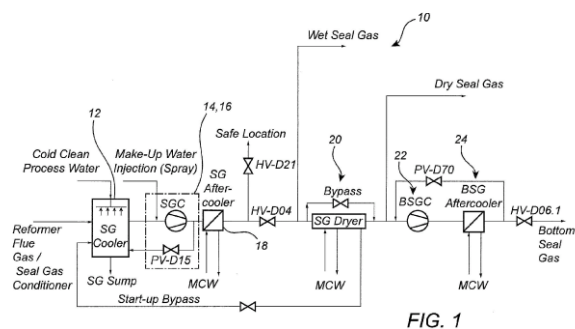 Wet Seal Gas
10
Dry Seal Gas
12
14,16
Safe Location
20
24
Cold Clean
Process Water
Make-Up Water
Injection (Spray)
SG
After-
cooler
HV-D21
22
PV-D70
BSG
Aftercooler
Bypass
SGC
BSGC
HV-D04
HV-D06.1
SG
Cooler
SG Dryer
Reformer
Flue
Gas /
Seal Gas
Conditioner
PV-D15
18
Bottom
Seal
Gas
SG Sump
MCW
MCW
MCW
Start-up Bypass
FIG. 1